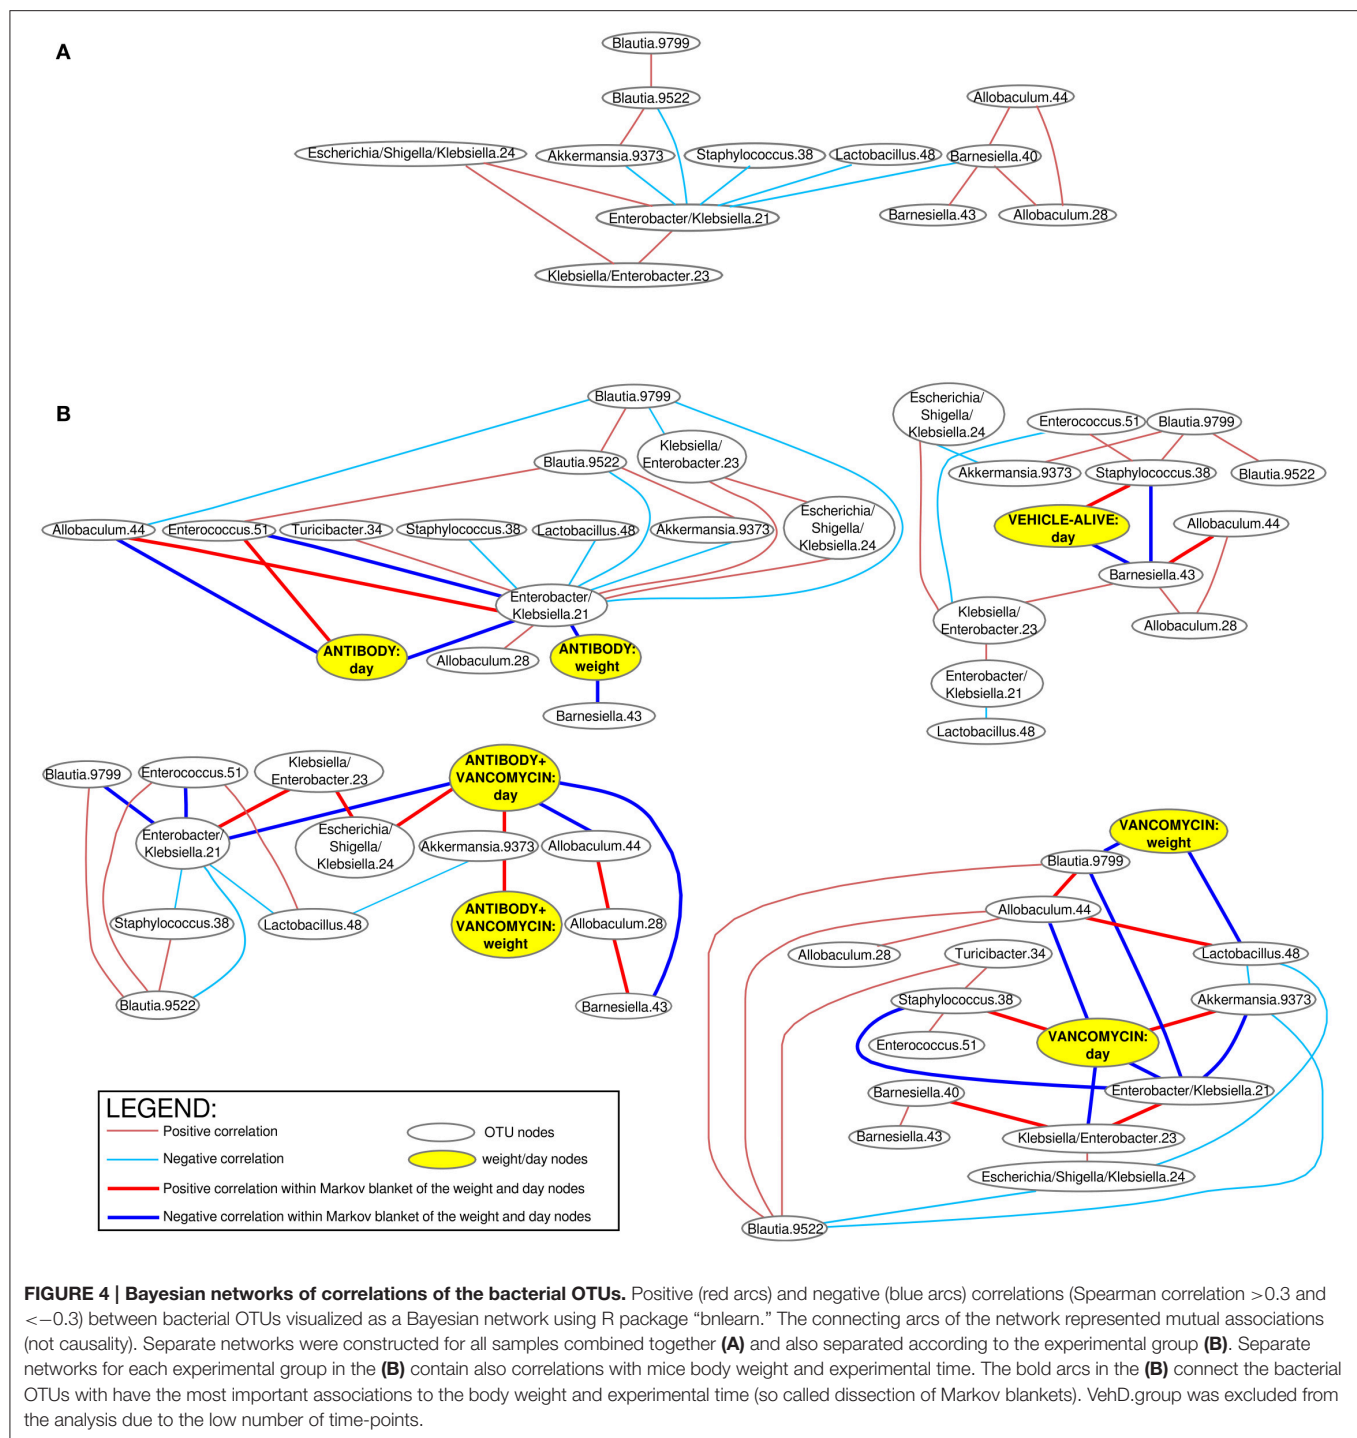 A
Blautia.9799
Blautia.9522
Allobaculum.44
Escherichia/Shigella/Klebsiella.24
Akkermansia.9373
Staphylococcus.38
Lactobacillus.48
Barnesiella.40
Enterobacter/Klebsiella.21
Barnesiella.43
Allobaculum.28
Klebsiella/Enterobacter.23
B
Blautia.9799
Klebsiella/
Enterobacter.23
Blautia.9522
Allobaculum.44
Enterococcus.51
Turicibacter.34
Staphylococcus.38
Lactobacillus.48
Akkermansia.9373
Escherichia/
Shigella/
Klebsiella.24
Enterobacter/
Klebsiella.21
ANTIBODY:
day
Allobaculum.28
ANTIBODY:
weight
Barnesiella.43
Escherichia/
Shigella/
Klebsiella.24
Enterococcus.51
Blautia.9799
Akkermansia.9373
Staphylococcus.38
Blautia.9522
VEHICLE-ALIVE:
day
Allobaculum.44
Barnesiella.43
Klebsiella/
Enterobacter.23
Allobaculum.28
Enterobacter/
Klebsiella.21
Lactobacillus.48
Blautia.9799
Enterococcus.51
Klebsiella/
Enterobacter.23
ANTIBODY+
VANCOMYCIN:
day
Enterobacter/
Klebsiella.21
Escherichia/
Shigella/
Klebsiella.24
Akkermansia.9373
Allobaculum.44
Staphylococcus.38
Lactobacillus.48
ANTIBODY+
VANCOMYCIN:
weight
Allobaculum.28
Blautia.9522
Barnesiella.43
VANCOMYCIN:
weight
Blautia.9799
Allobaculum.44
Allobaculum.28
Turicibacter.34
Lactobacillus.48
Staphylococcus.38
Akkermansia.9373
Enterococcus.51
VANCOMYCIN:
day
Barnesiella.40
Enterobacter/Klebsiella.21
Barnesiella.43
Klebsiella/Enterobacter.23
Escherichia/Shigella/Klebsiella.24
Blautia.9522
LEGEND:
Positive correlation
OTU nodes
Negative correlation
weight/day nodes
Positive correlation within Markov blanket of the weight and day nodes
Negative correlation within Markov blanket of the weight and day nodes
FIGURE 4 | Bayesian networks of correlations of the bacterial OTUs. Positive (red arcs) and negative (blue arcs) correlations (Spearman correlation >0.3 and
<−0.3) between bacterial OTUs visualized as a Bayesian network using R package “bnlearn.” The connecting arcs of the network represented mutual associations
(not causality). Separate networks were constructed for all samples combined together (A) and also separated according to the experimental group (B). Separate
networks for each experimental group in the (B) contain also correlations with mice body weight and experimental time. The bold arcs in the (B) connect the bacterial
OTUs with have the most important associations to the body weight and experimental time (so called dissection of Markov blankets). VehD.group was excluded from
the analysis due to the low number of time-points.